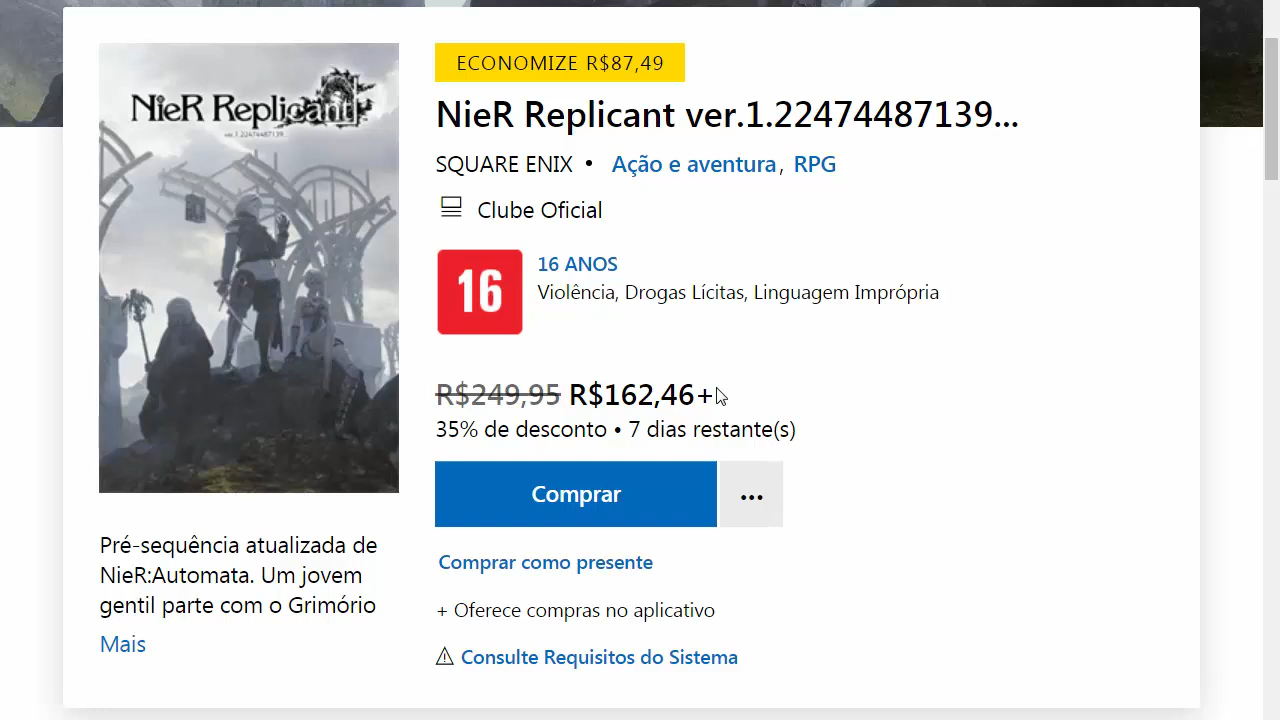 NieR Replicant
ver.1.22474487139...
ECONOMIZE R$87,49
NieR Replicant ver.1.22474487139...
SQUARE ENIX • Ação e aventura, RPG
Clube Oficial
16
16 ANOS
Violência, Drogas Lícitas, Linguagem Imprópria
R$249,95 R$162,46+
35% de desconto • 7 dias restante(s)
Comprar
...
Comprar como presente
+ Oferece compras no aplicativo
Consulte Requisitos do Sistema
Pré-sequência atualizada de
NieR:Automata. Um jovem
gentil parte com o Grimório
Mais